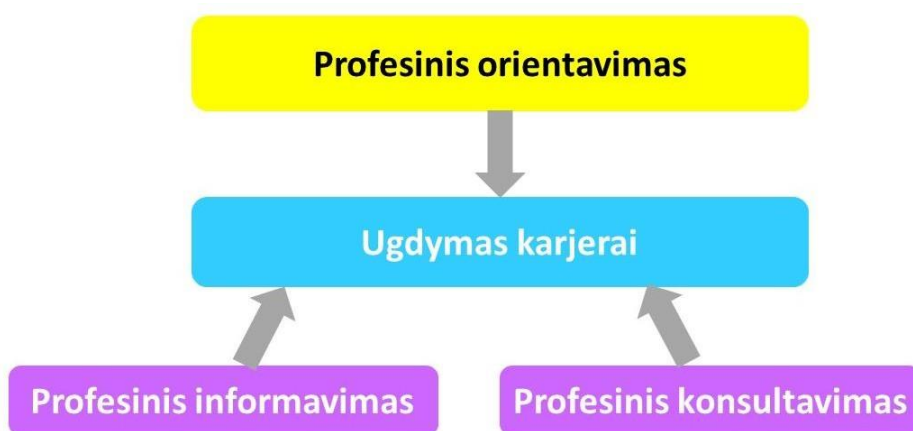 Profesinis orientavimas
Ugdymas karjerai
Profesinis informavimas
Profesinis konsultavimas